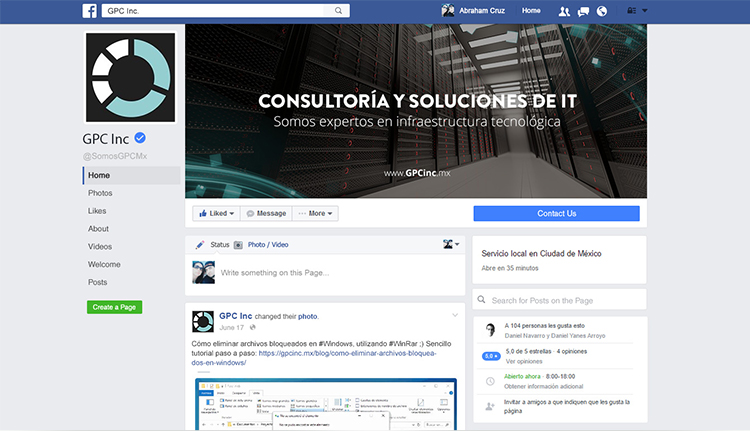 GPC Inc.
Abraham Cruz
Home
GPC Inc
@SomosGPCMx
Home
Photos
Likes
About
Videos
Welcome
Posts
Create a Page
CONSULTORÍA Y SOLUCIONES DE IT
Somos expertos en infraestructura tecnológica
www.GPCinc.mx
Liked
Message
More
Contact Us
Status
Photo / Video
Write something on this Page...
GPC Inc changed their photo.
June 17
Cómo eliminar archivos bloqueados en #Windows, utilizando #WinRar ;) Sencillo
tutorial paso a paso: https://gpcinc.mx/blog/como-eliminar-archivos-bloquea-
dos-en-windows/
Servicio local en Ciudad de México
Abre en 35 minutos
Search for Posts on the Page
A 104 personas les gusta esto
Daniel Navarro y Daniel Yànes Arroyo
5,0
5,0 de 5 estrellas · 4 opiniones
Ver opiniones
Abierto ahora · 8:00–18:00
Obtener información adicional
Invitar a amigos a que indiquen que les gusta la
página